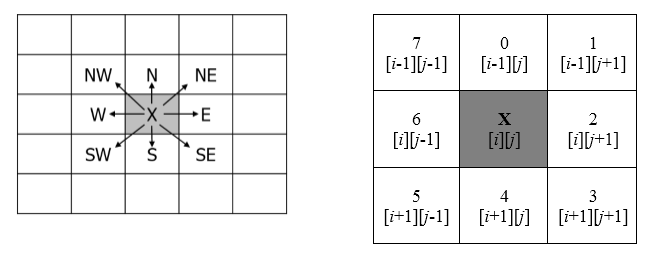 NW N NE
W X E
SW S SE
7 0 1
[i-1][j-1] [i-1][j] [i-1][j+1]
6 X 2
[i][j-1] [i][j] [i][j+1]
5 4 3
[i+1][j-1] [i+1][j] [i+1][j+1]